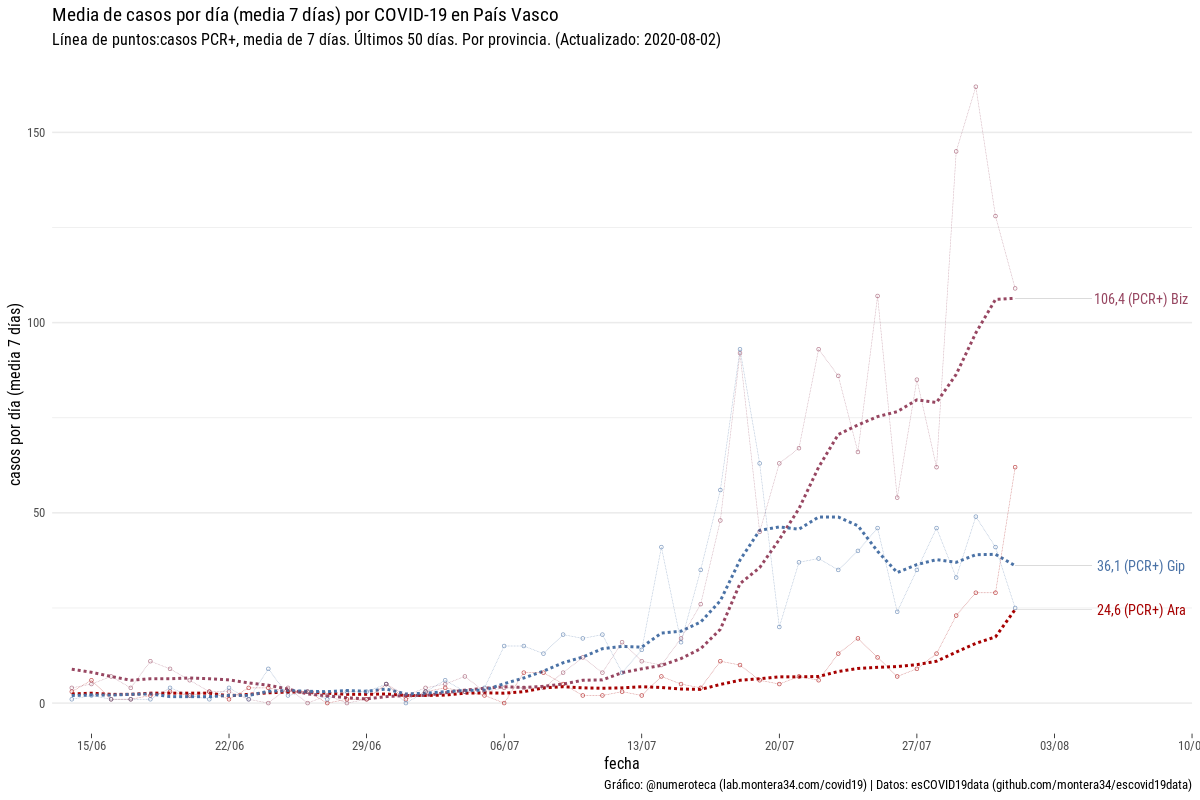 Media de casos por día (media 7 días) por COVID-19 en País Vasco
Línea de puntos:casos PCR+, media de 7 días. Últimos 50 días. Por provincia. (Actualizado: 2020-08-02)
casos por día (media 7 días)
150
100
50
0
106,4 (PCR+) Biz
36,1 (PCR+) Gip
24,6 (PCR+) Ara
15/06 22/06 29/06 06/07 13/07 20/07 27/07 03/08 10/0
fecha
Gráfico: @numeroteca (lab.montera34.com/covid19) | Datos: esCOVID19data (github.com/montera34/escovid19data)